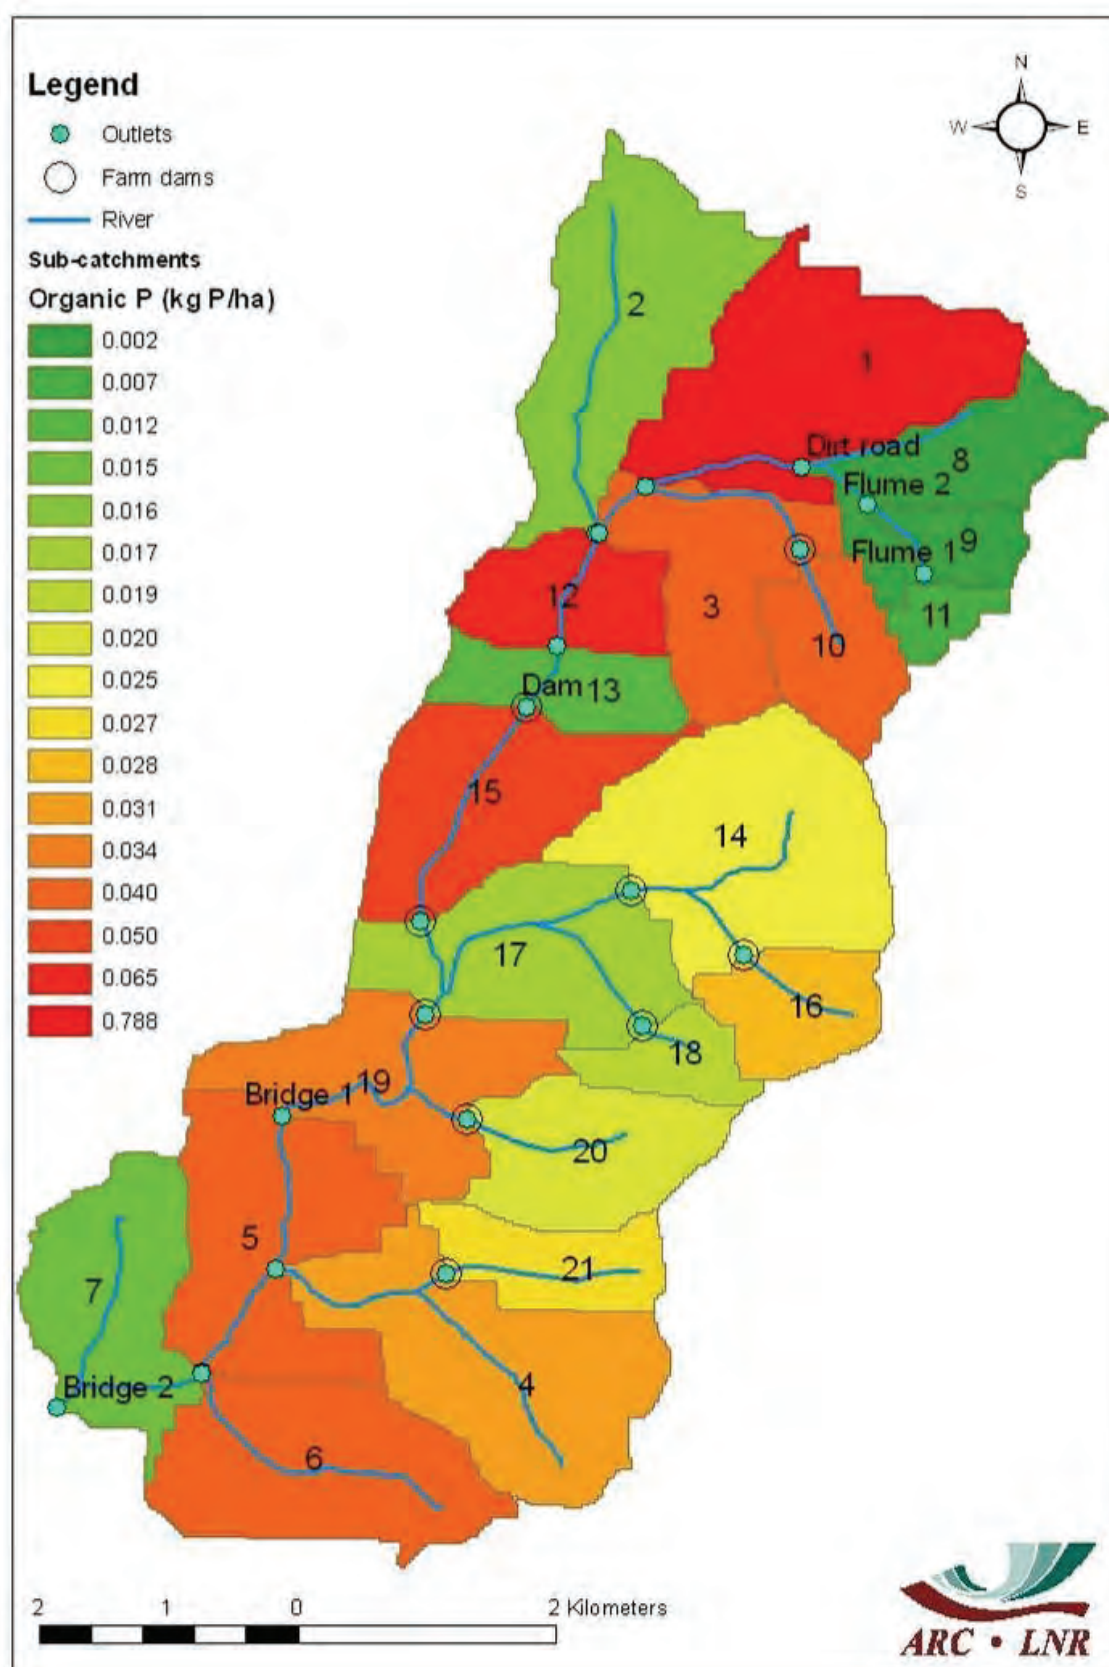 Legend
Outlets
Farm dams
River
Sub-catchments
Organic P (kg P/ha)
0.002
0.007
0.012
0.015
0.016
0.017
0.019
0.020
0.025
0.027
0.028
0.031
0.034
0.040
0.050
0.065
0.788
N
W E
S
2
1
Dirt road
8
Flume 2
Flume 1 9
12
3
11
10
Dam 13
15
14
17
16
18
19
Bridge 1
20
5
21
7
4
Bridge 2
6
2 1 0 2 Kilometers
ARC • LNR